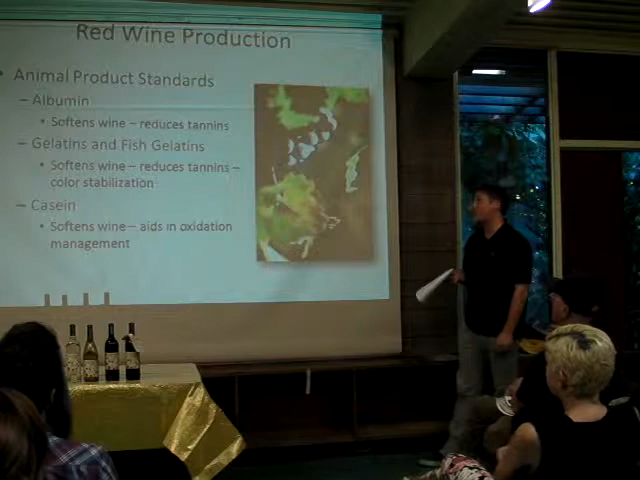 Red Wine Production
• Animal Product Standards
– Albumin
• Softens wine – reduces tannins
– Gelatins and Fish Gelatins
• Softens wine – reduces tannins –
color stabilization
– Casein
• Softens wine – aids in oxidation
management